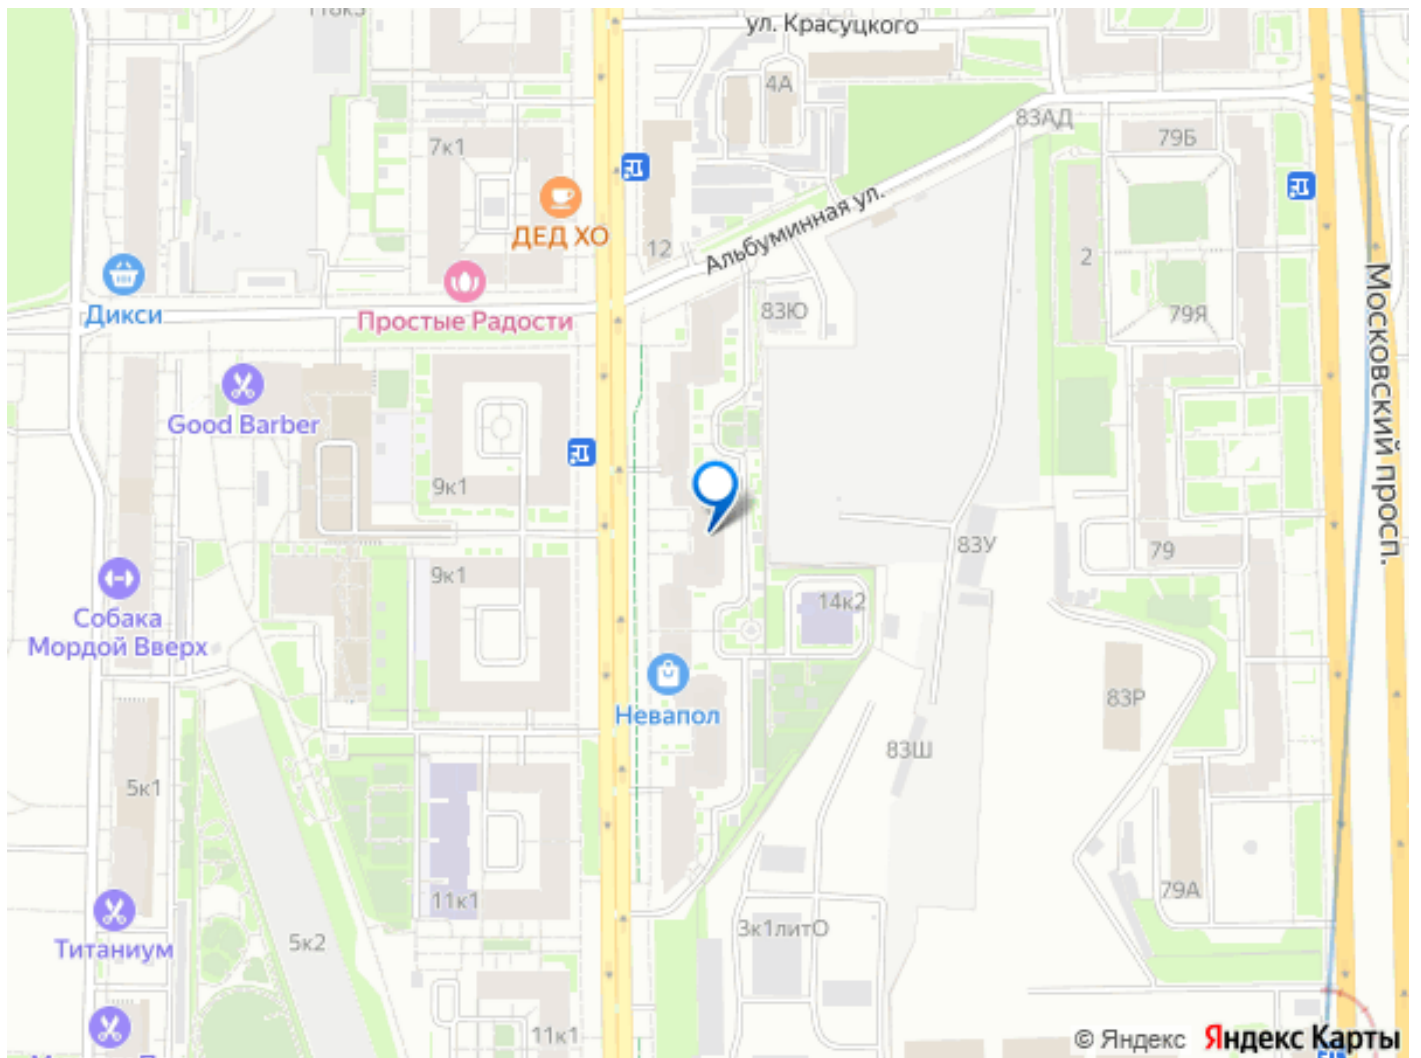 ул. Красуцкого
4А
83АД
7к1
79Б
ДЕД ХО
12
Альбуминная ул.
2
Дикси
Простые Радости
83Ю
79Я
Московский просп.
Good Barber
9к1
83У
79
Собака
Мордой Вверх
9к1
14к2
Невапол
83Р
83Ш
5к1
Титаниум
5к2
11к1
3к1литО
79А
11к1
© Яндекс Яндекс Карты